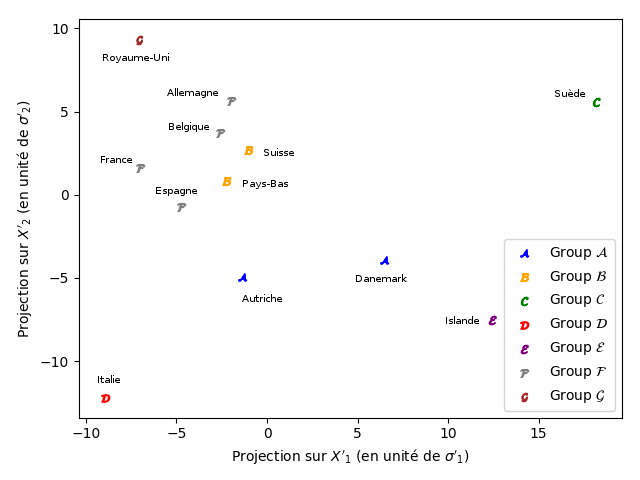 10
5
0
−5
−10
Projection sur X'₂ (en unité de σ'₂)
Royaume-Uni
𝒢
Allemagne
ℱ
Suède
𝒞
Belgique
ℱ
Suisse
ℬ
France
ℱ
Pays-Bas
ℬ
Espagne
ℱ
Danemark
𝒜
Autriche
𝒜
Islande
ℰ
Italie
𝒟
𝒜 Group 𝒜
ℬ Group ℬ
𝒞 Group 𝒞
𝒟 Group 𝒟
ℰ Group ℰ
ℱ Group ℱ
𝒢 Group 𝒢
−10 −5 0 5 10 15
Projection sur X'₁ (en unité de σ'₁)